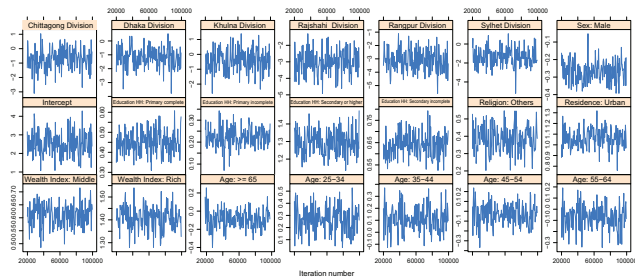 20000 60000 100000
20000 60000 100000
20000 60000 100000
Chittagong Division
Dhaka Division
Khulna Division
Rajshahi Division
Rangpur Division
Sylhet Division
Sex: Male
Intercept
Education HH: Primary complete
Education HH: Primary incomplete
Education HH: Secondary or higher
Education HH: Secondary incomplete
Religion: Others
Residence: Urban
Wealth Index: Middle
Wealth Index: Rich
Age: >= 65
Age: 25−34
Age: 35−44
Age: 45−54
Age: 55−64
20000 60000 100000
20000 60000 100000
20000 60000 100000
20000 60000 100000
Iteration number